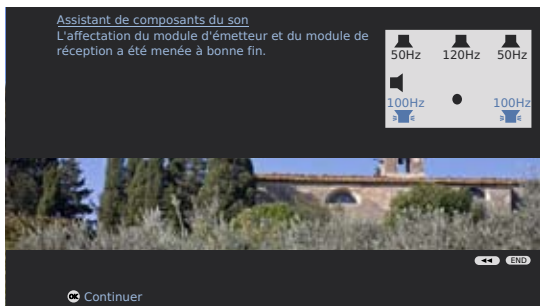 Assistant de composants du son
L'affectation du module d'émetteur et du module de
réception a été menée à bonne fin.
50Hz 120Hz 50Hz
100Hz 100Hz
END
OK Continuer